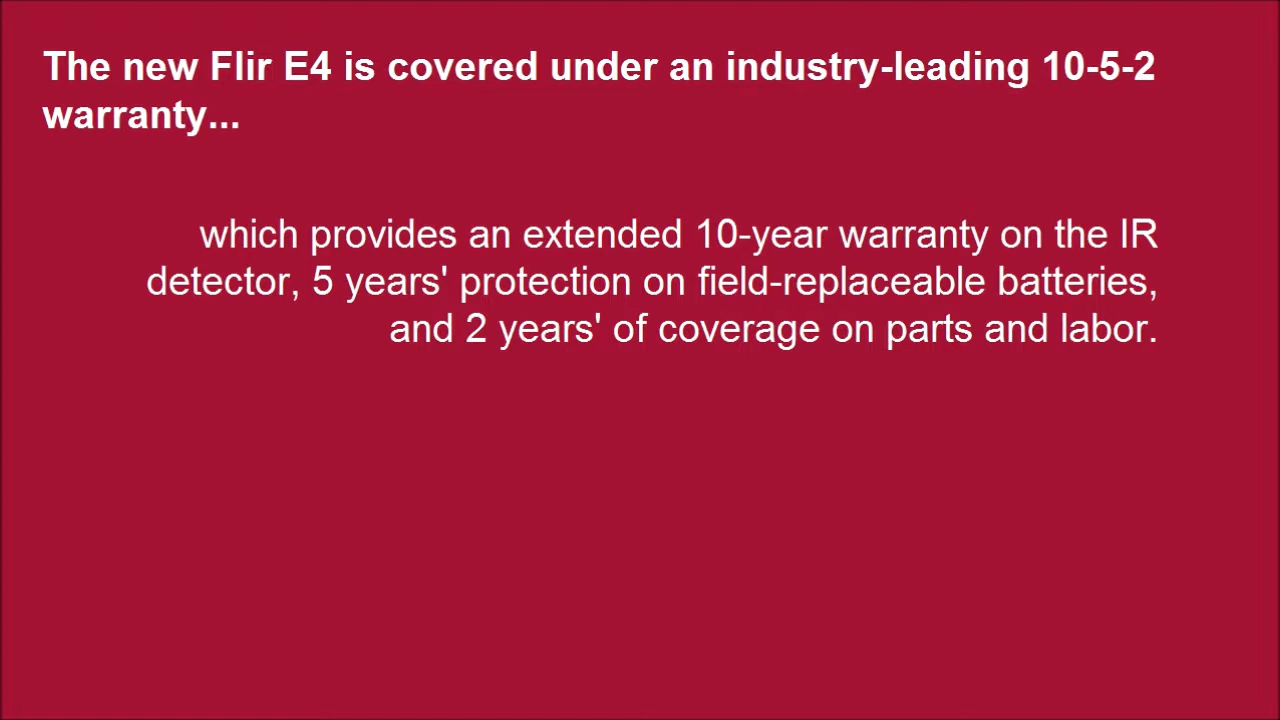 The new Flir E4 is covered under an industry-leading 10-5-2
warranty...
which provides an extended 10-year warranty on the IR
detector, 5 years' protection on field-replaceable batteries,
and 2 years' of coverage on parts and labor.